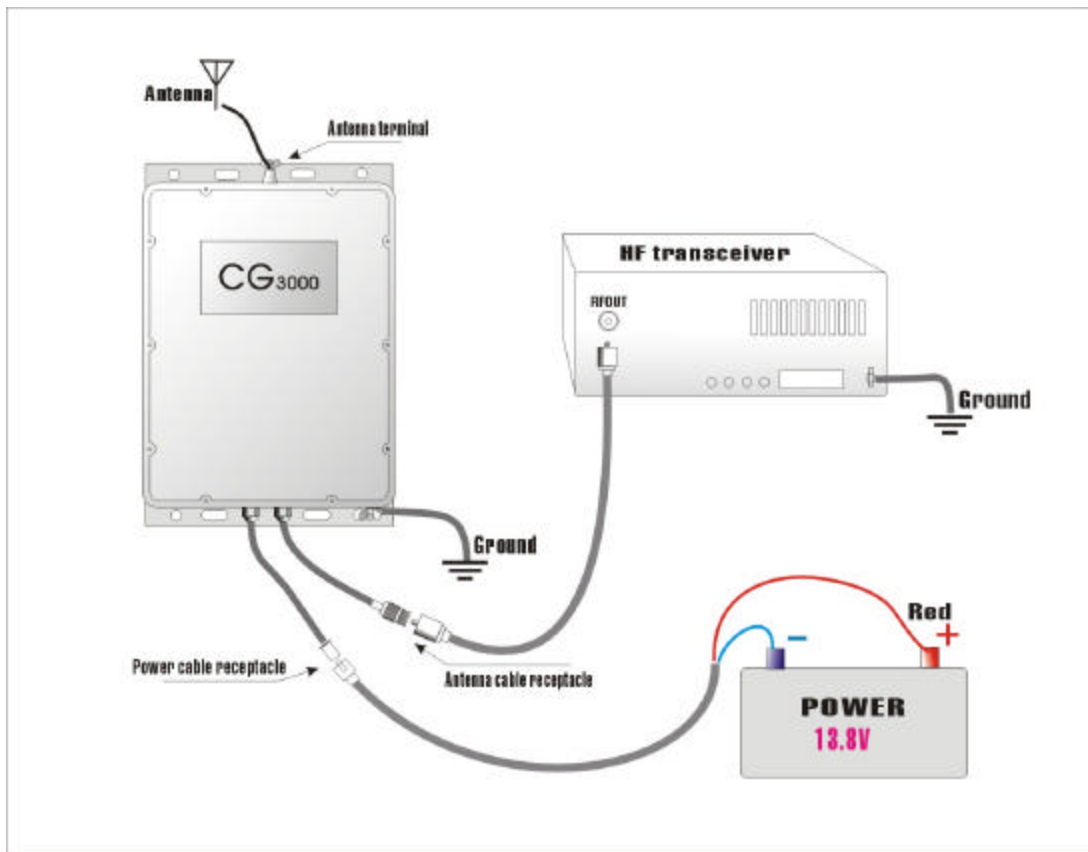 Antenna
Antenna terminal
CG3000
HF transceiver
RFOUT
Ground
Ground
Power cable receptacle
Antenna cable receptacle
Red
- +
POWER
13.8V